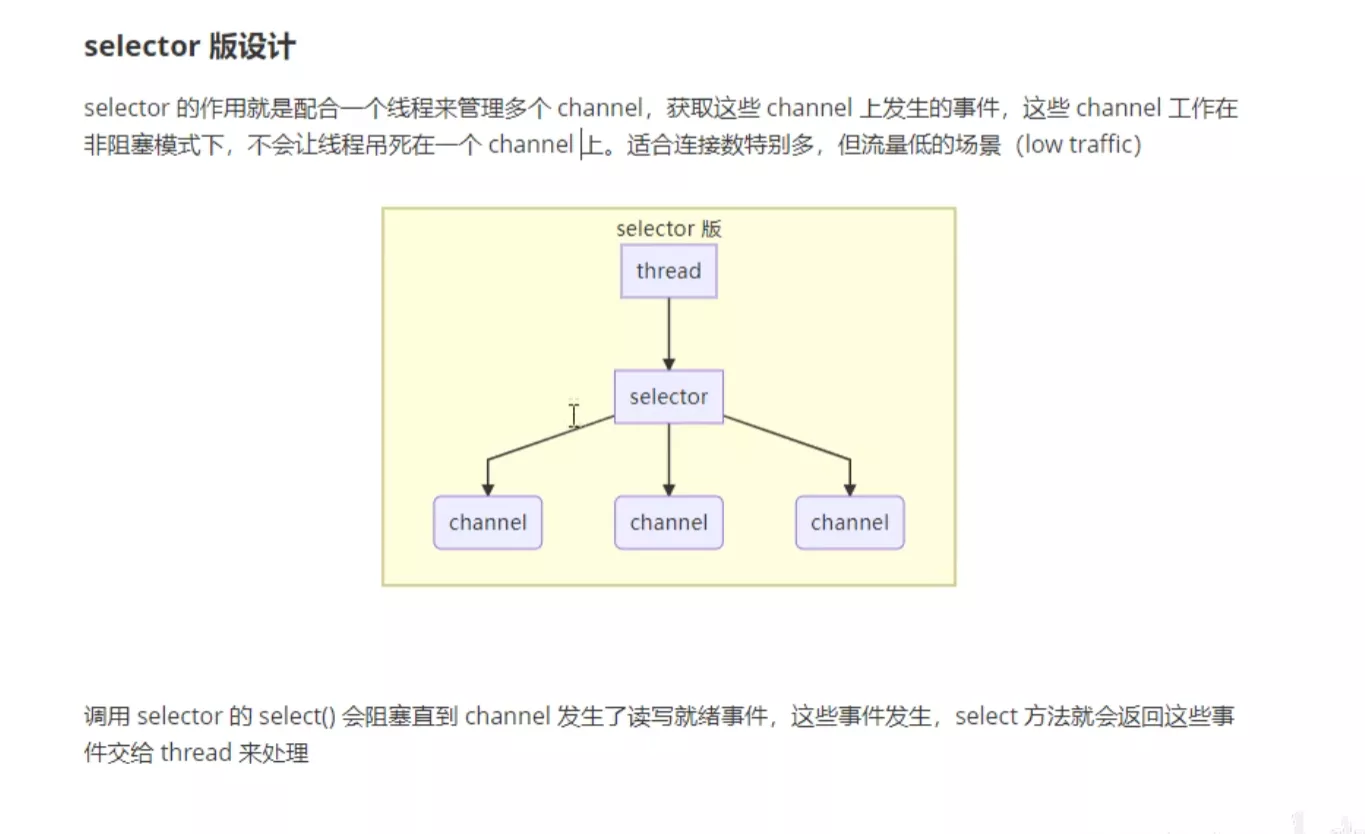 selector 版设计
selector 的作用就是配合一个线程来管理多个 channel，获取这些 channel 上发生的事件，这些 channel 工作在
非阻塞模式下，不会让线程吊死在一个 channel 上。适合连接数特别多，但流量低的场景（low traffic）
selector 版
thread
selector
channel channel channel
调用 selector 的 select() 会阻塞直到 channel 发生了读写就绪事件，这些事件发生，select 方法就会返回这些事
件交给 thread 来处理